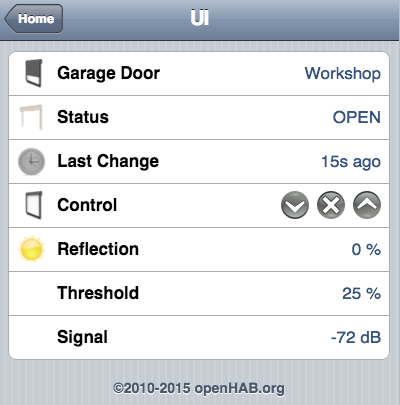 Home
UI
Garage Door Workshop
Status OPEN
Last Change 15s ago
Control
Reflection 0 %
Threshold 25 %
Signal -72 dB
©2010-2015 openHAB.org